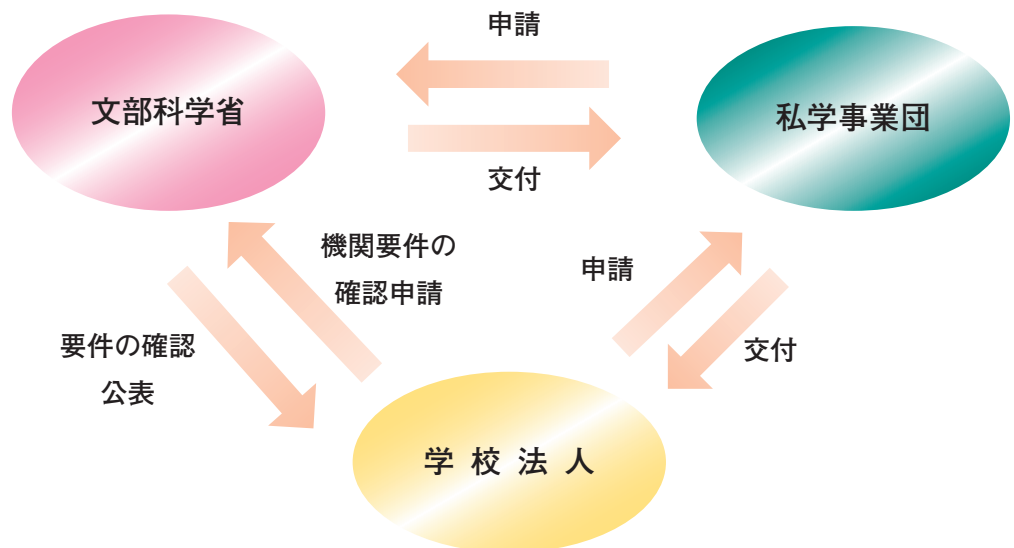 申請
文部科学省
私学事業団
交付
機関要件の
確認申請
申請
要件の確認
公表
交付
学校法人